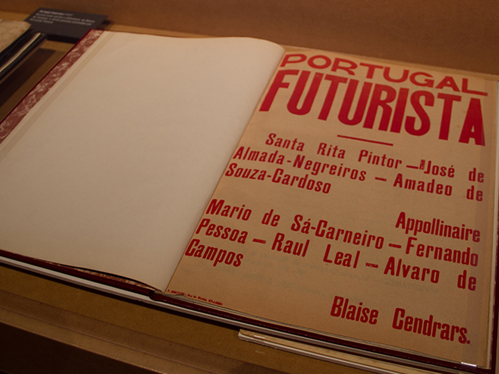 PORTUGAL
FUTURISTA
Santa Rita Pintor — José de
Almada-Negreiros — Amadeo de
Souza-Cardoso
Appollinaire
Mario de Sá-Carneiro — Fernando
Pessoa — Raul Leal — Alvaro de
Campos
Blaise Cendrars.